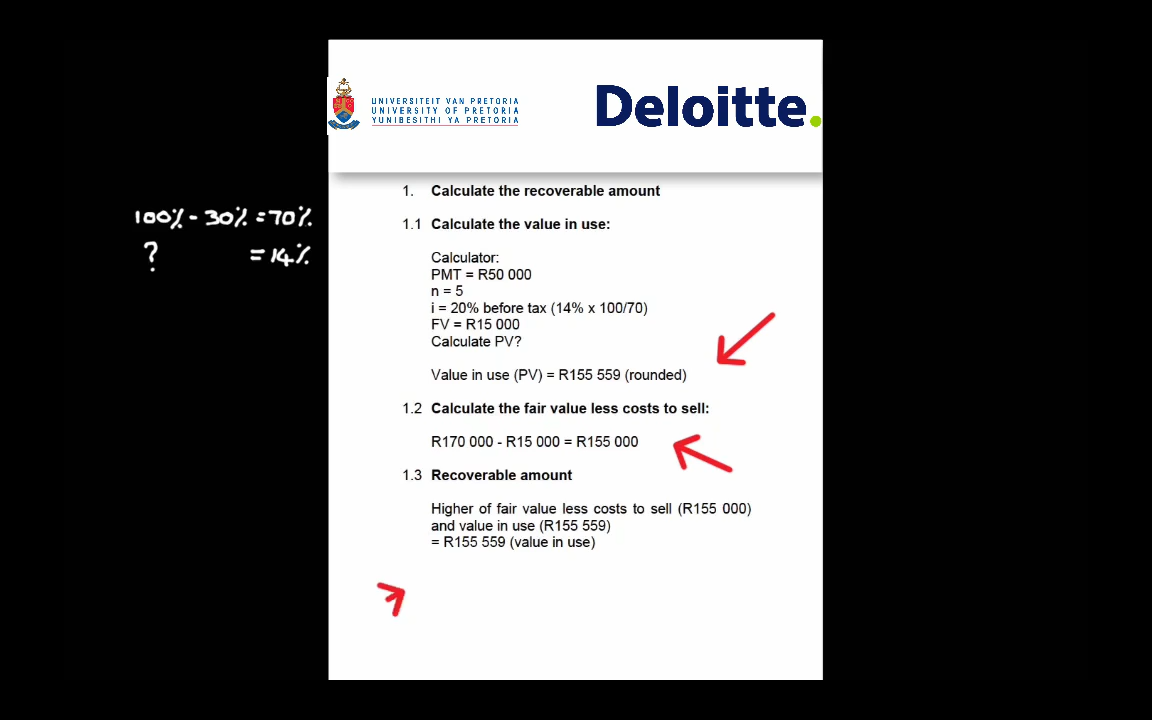 UNIVERSITEIT VAN PRETORIA
UNIVERSITY OF PRETORIA
YUNIBESITHI YA PRETORIA
Deloitte.
1. Calculate the recoverable amount
100% - 30% = 70%
? = 14%
1.1 Calculate the value in use:
Calculator:
PMT = R50 000
n = 5
i = 20% before tax (14% x 100/70)
FV = R15 000
Calculate PV?
Value in use (PV) = R155 559 (rounded)
1.2 Calculate the fair value less costs to sell:
R170 000 - R15 000 = R155 000
1.3 Recoverable amount
Higher of fair value less costs to sell (R155 000)
and value in use (R155 559)
= R155 559 (value in use)